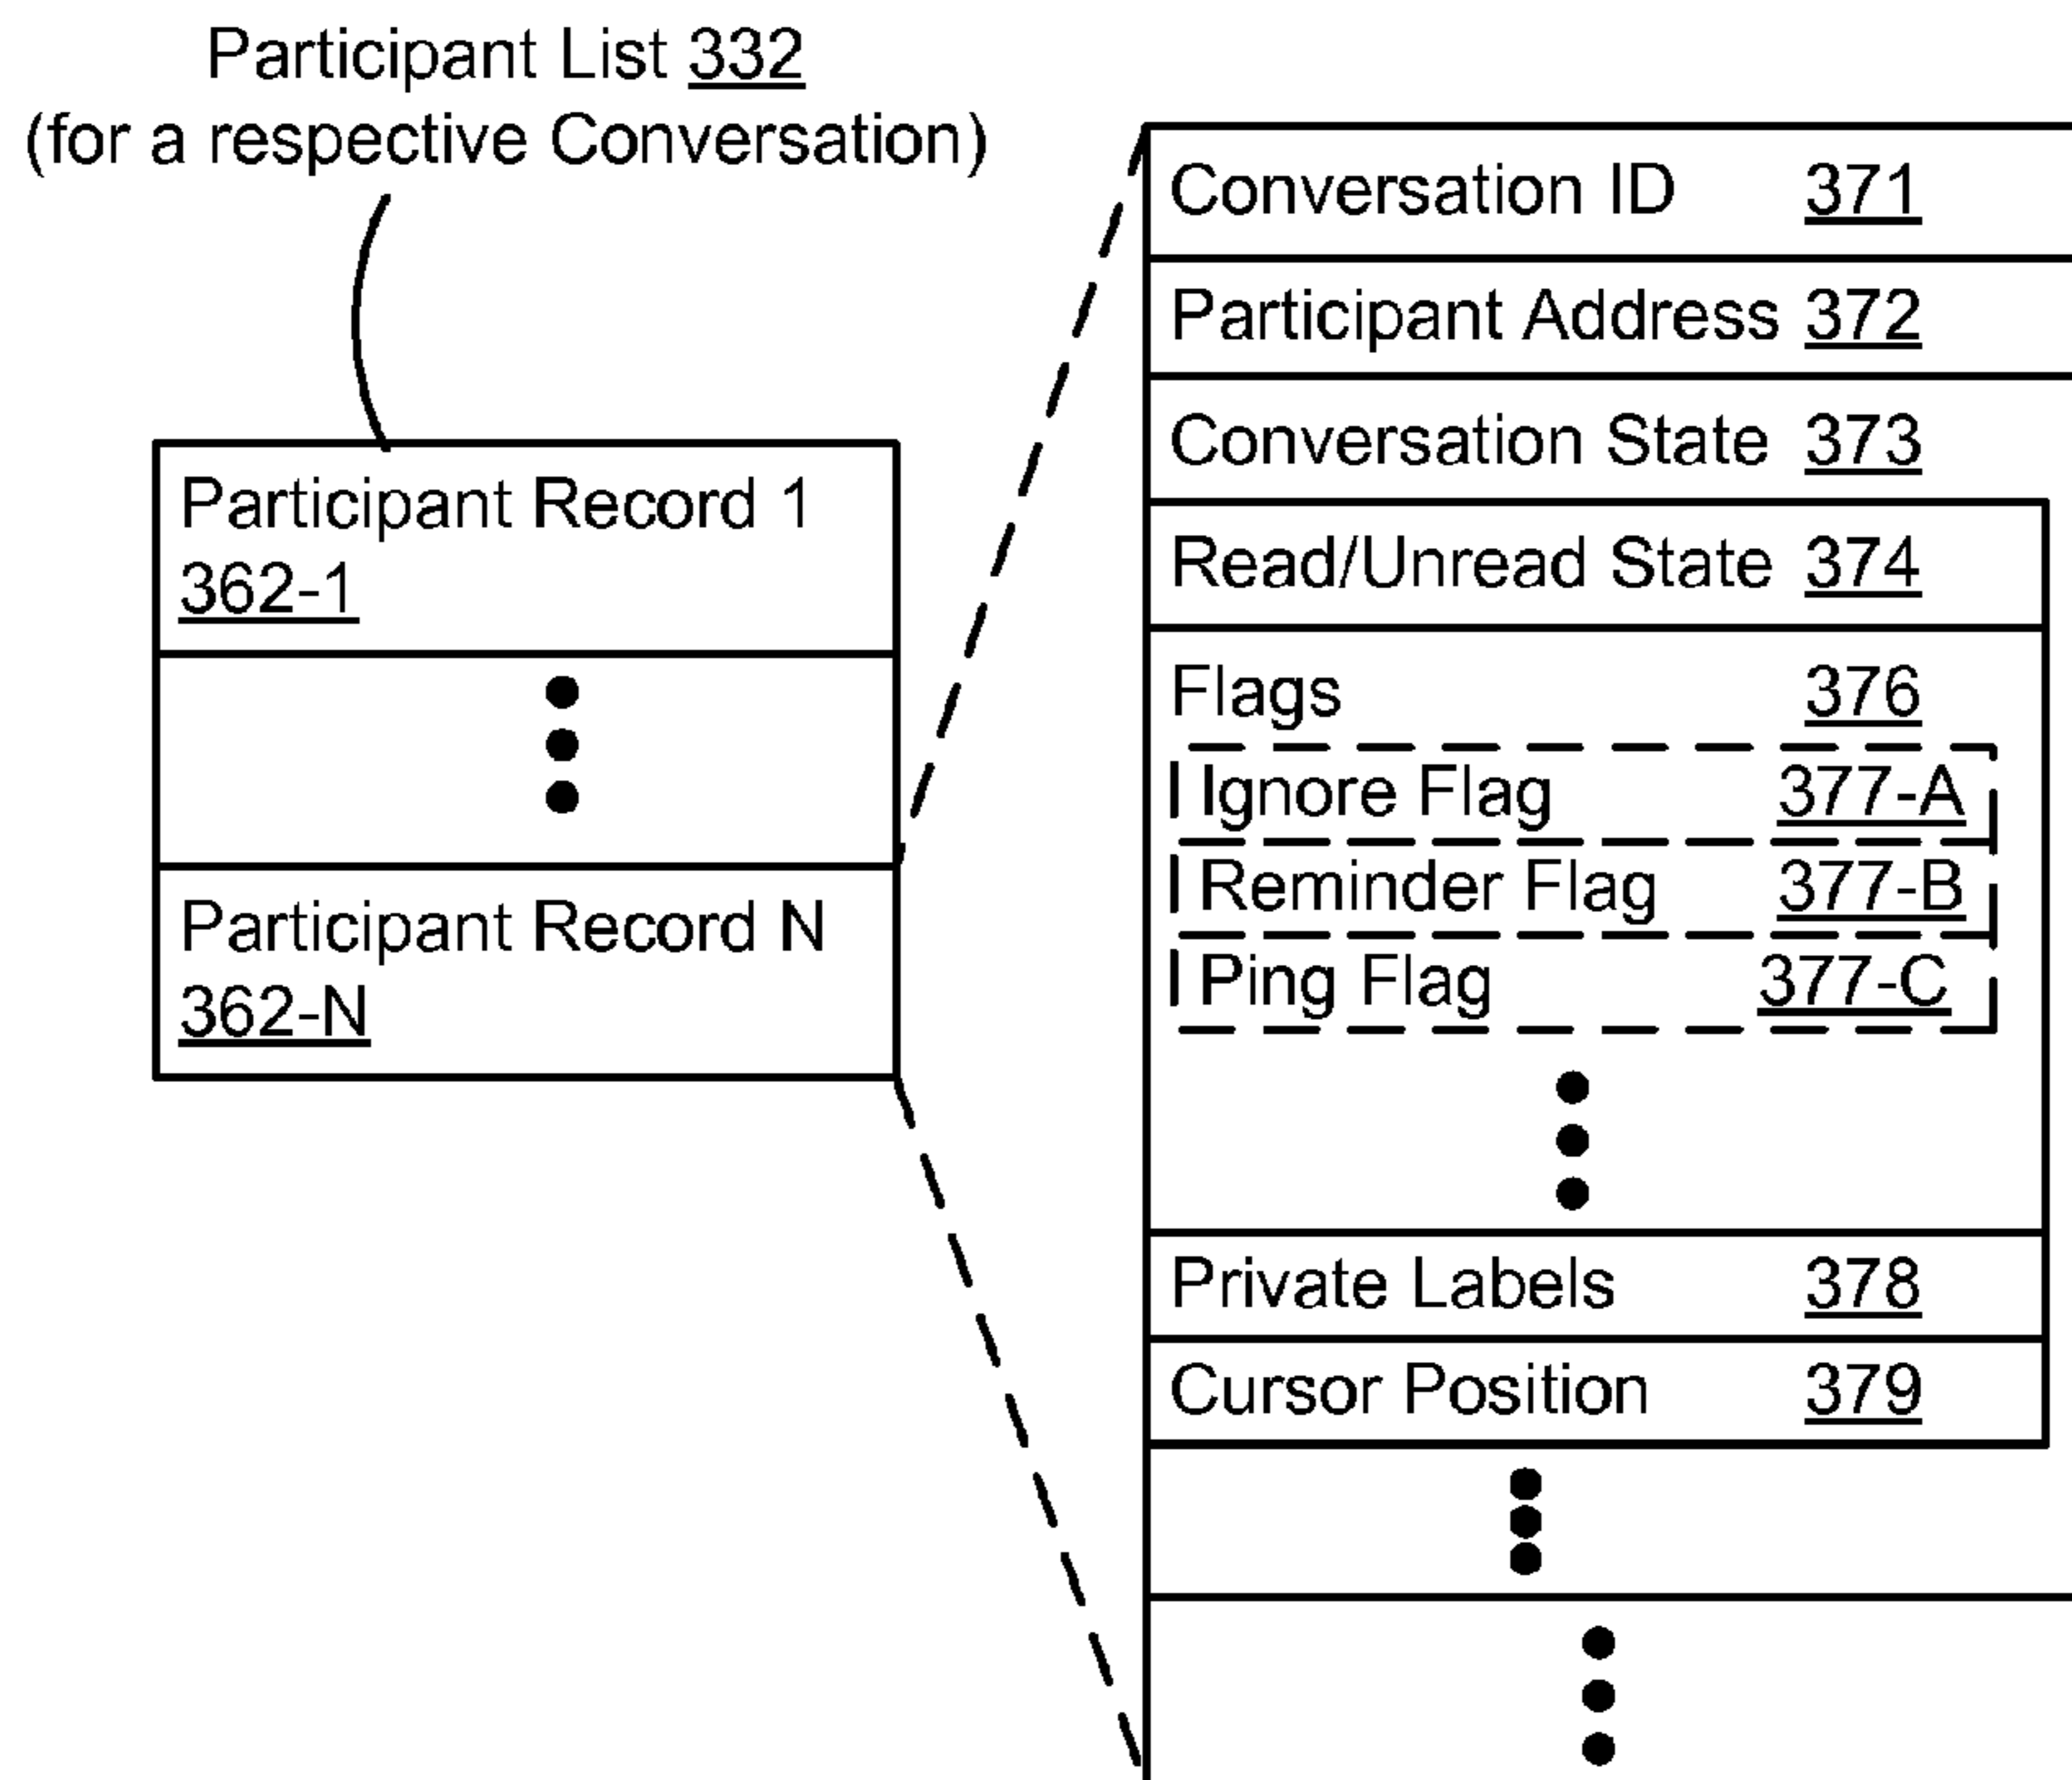 Participant List 332
(for a respective Conversation)
Participant Record 1
362-1
Participant Record N
362-N
Conversation ID 371
Participant Address 372
Conversation State 373
Read/Unread State 374
Flags 376
Ignore Flag 377-A
Reminder Flag 377-B
Ping Flag 377-C
Private Labels 378
Cursor Position 379